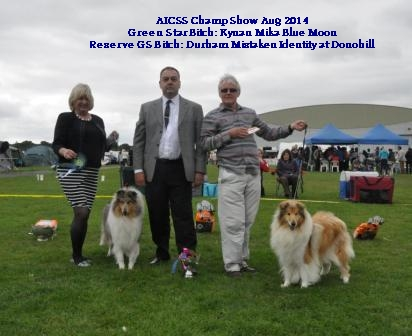 AICSS Champ Show Aug 2014
Green Star Bitch: Kyuan Mika Blue Moon
Reserve GS Bitch: Durham Mistaken Identity at Donohill